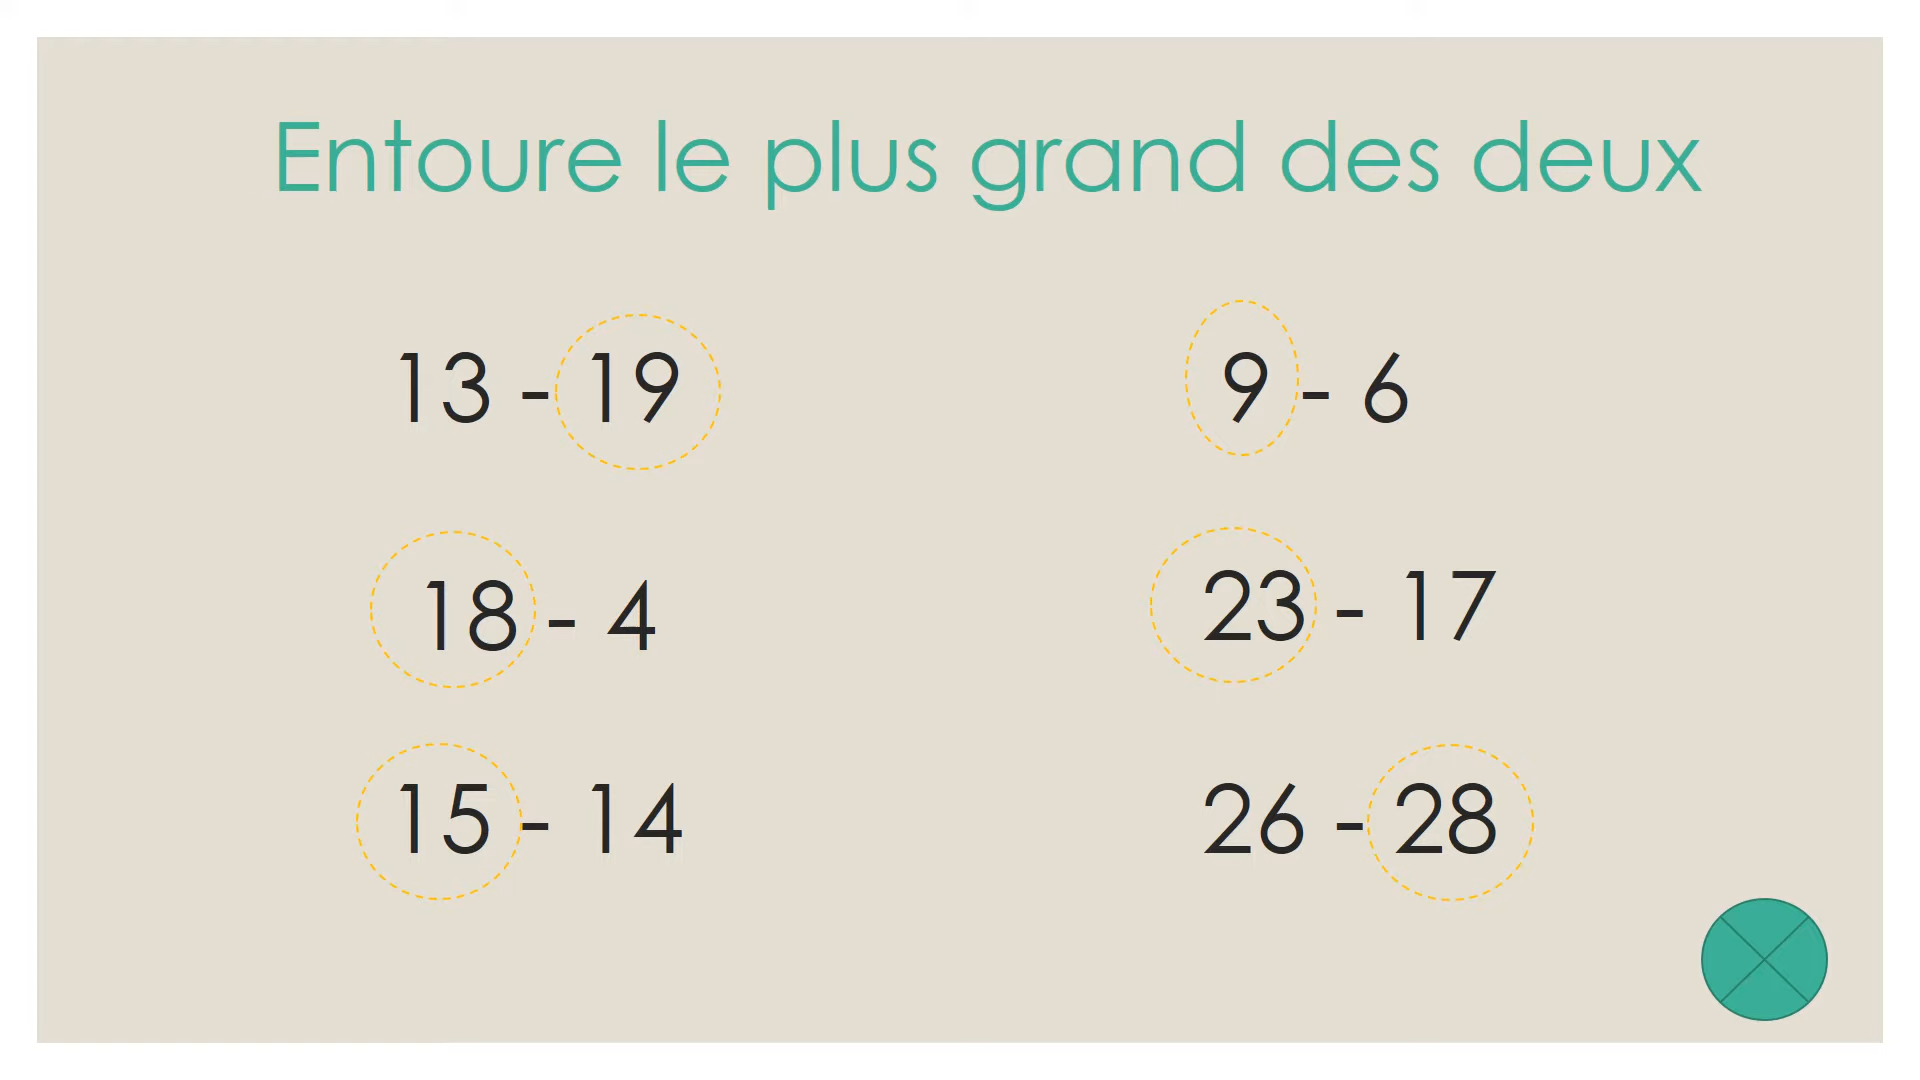 Entoure le plus grand des deux
13 - 19
9 - 6
18 - 4
23 - 17
15 - 14
26 - 28